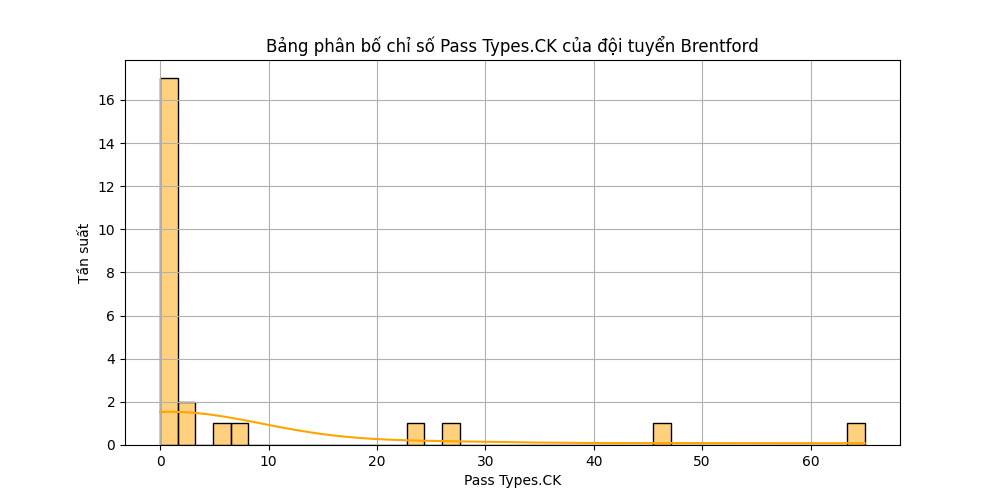 Bảng phân bố chỉ số Pass Types.CK của đội tuyển Brentford
Tần suất
16
14
12
10
8
6
4
2
0
0 10 20 30 40 50 60
Pass Types.CK